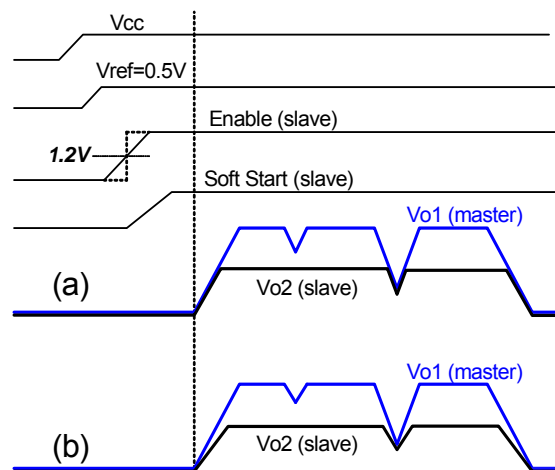 Vcc
Vref=0.5V
Enable (slave)
1.2V
Soft Start (slave)
Vo1 (master)
(a)
Vo2 (slave)
Vo1 (master)
(b)
Vo2 (slave)